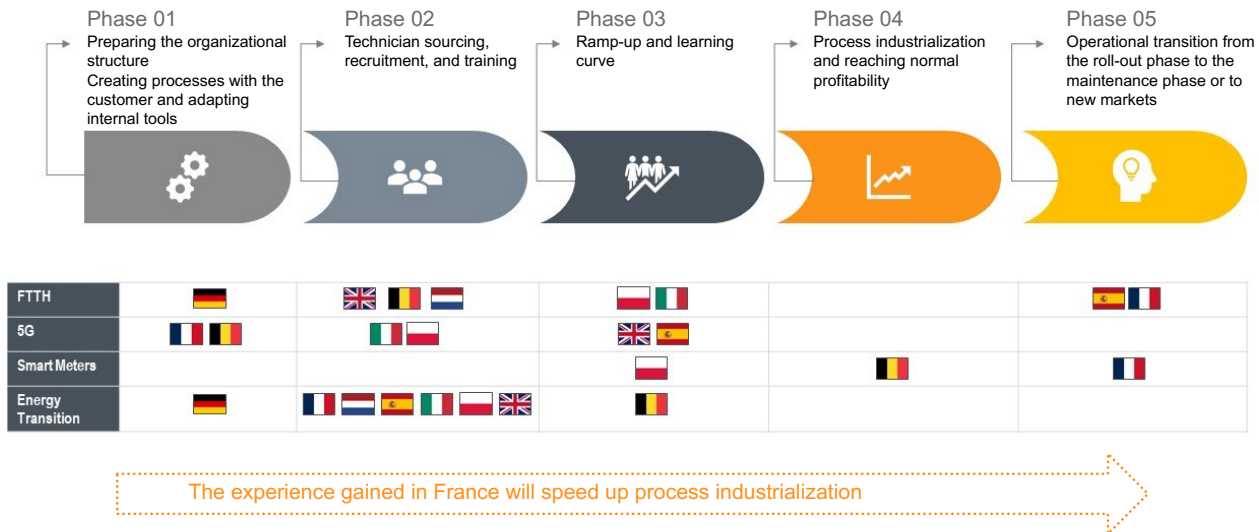 Phase 01
Preparing the organizational
structure
Creating processes with the
customer and adapting
internal tools
Phase 02
Technician sourcing,
recruitment, and training
Phase 03
Ramp-up and learning
curve
Phase 04
Process industrialization
and reaching normal
profitability
Phase 05
Operational transition from
the roll-out phase to the
maintenance phase or to
new markets
FTTH
5G
Smart Meters
Energy
Transition
The experience gained in France will speed up process industrialization